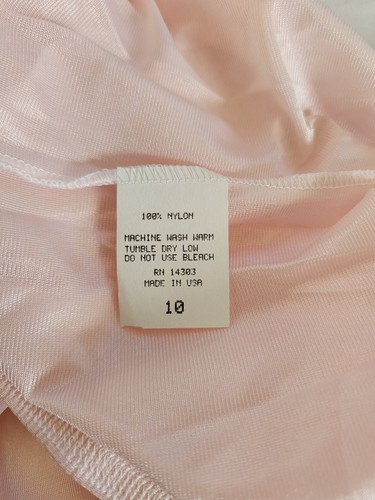 100% NYLON
MACHINE WASH WARM
TUMBLE DRY LOW
DO NOT USE BLEACH
RN 14303
MADE IN USA
10